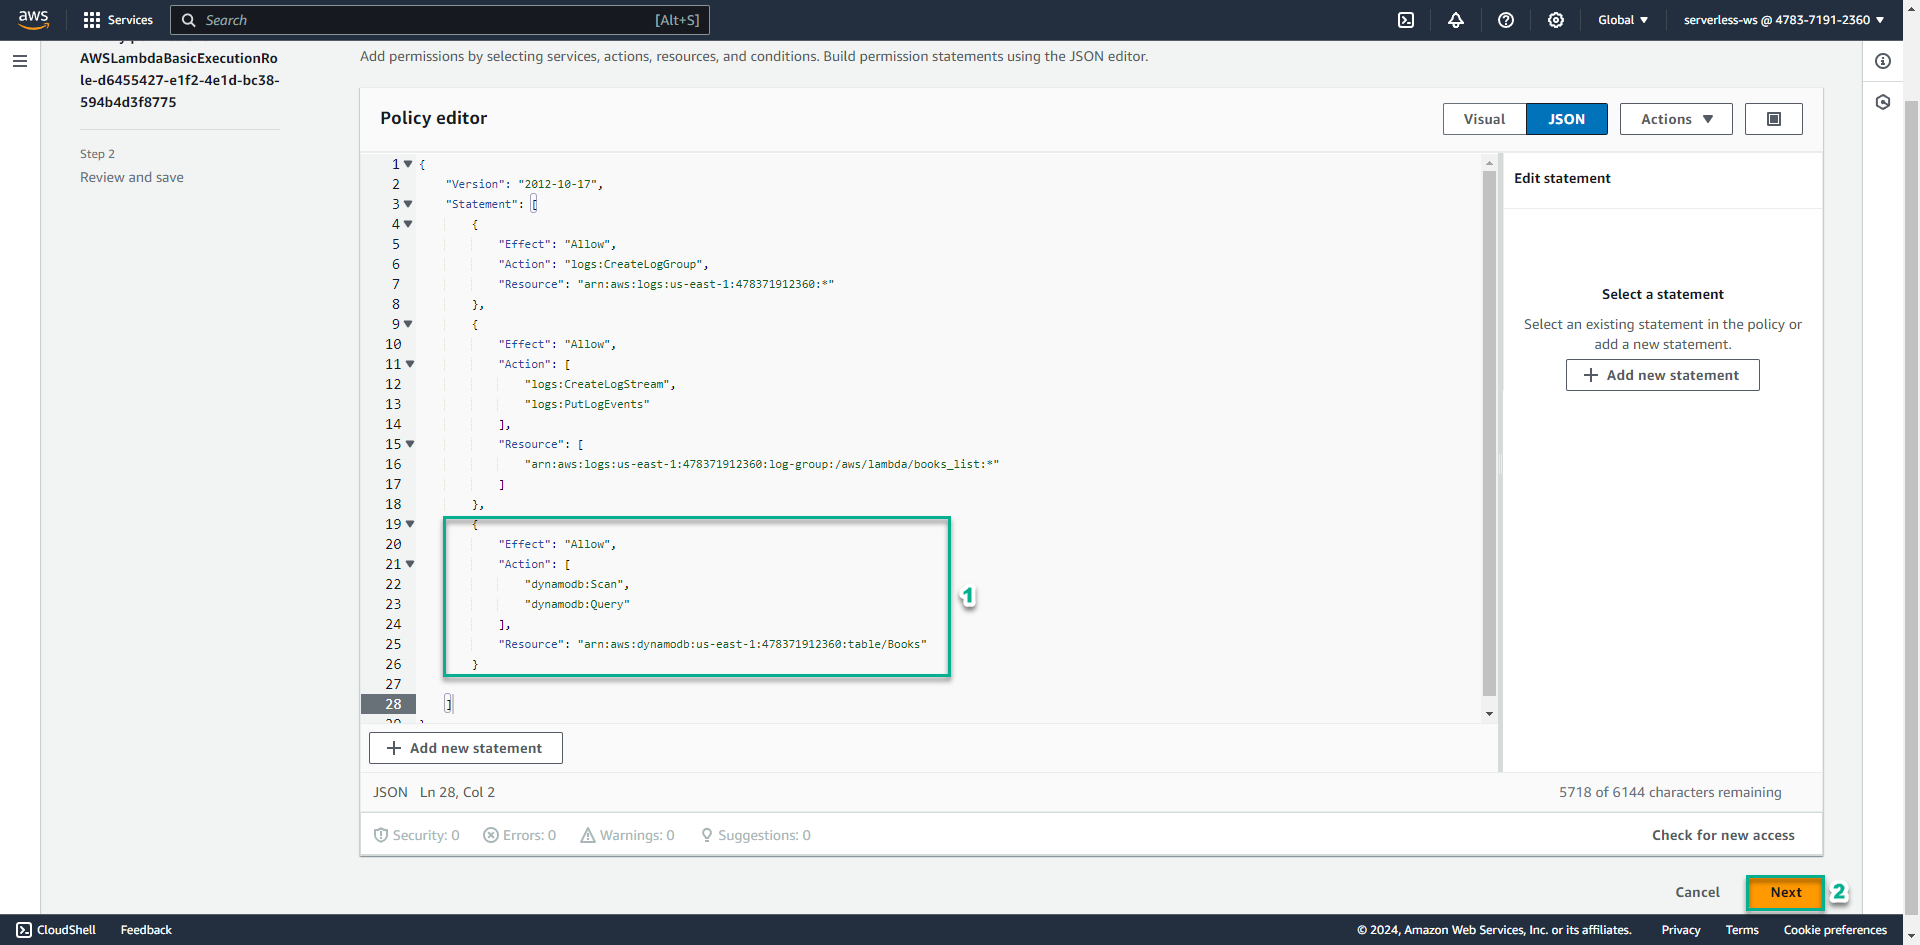 aws
Services
Search
[Alt+S]
Global
serverless-ws @ 4783-7191-2360
AWSLambdaBasicExecutionRo
le-d6455427-e1f2-4e1d-bc38-
594b4d3f8775
Step 2
Review and save
Add permissions by selecting services, actions, resources, and conditions. Build permission statements using the JSON editor.
Policy editor
Visual
JSON
Actions
1 {
2 "Version": "2012-10-17",
3 "Statement": [
4 {
5 "Effect": "Allow",
6 "Action": "logs:CreateLogGroup",
7 "Resource": "arn:aws:logs:us-east-1:478371912360:*"
8 },
9 {
10 "Effect": "Allow",
11 "Action": [
12 "logs:CreateLogStream",
13 "logs:PutLogEvents"
14 ],
15 "Resource": [
16 "arn:aws:logs:us-east-1:478371912360:log-group:/aws/lambda/books_list:*"
17 ]
18 },
19 {
20 "Effect": "Allow",
21 "Action": [
22 "dynamodb:Scan",
23 "dynamodb:Query"
24 ],
25 "Resource": "arn:aws:dynamodb:us-east-1:478371912360:table/Books"
26 }
27
28 ]
1
Edit statement
Select a statement
Select an existing statement in the policy or
add a new statement.
+ Add new statement
+ Add new statement
JSON Ln 28, Col 2
5718 of 6144 characters remaining
Security: 0
Errors: 0
Warnings: 0
Suggestions: 0
Check for new access
Cancel
Next
2
CloudShell
Feedback
© 2024, Amazon Web Services, Inc. or its affiliates.
Privacy
Terms
Cookie preferences